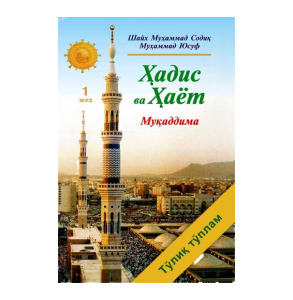 Шайх Муҳаммад Содиқ
Муҳаммад Юсуф
Ҳадис
ва Ҳаёт
Муқаддима
1
жуз
Тўлиқ тўплам